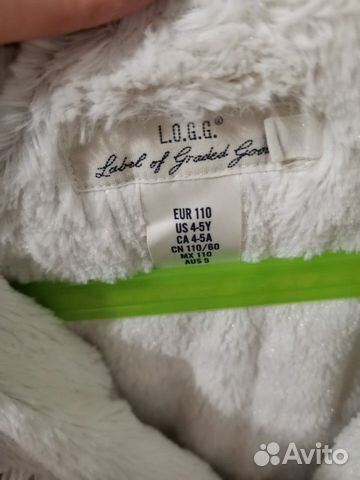 L.O.G.G.®
Label of Graded Goo
EUR 110
US 4-5Y
CA 4-5A
CN 110/60
MX 110
AUS 5
Avito